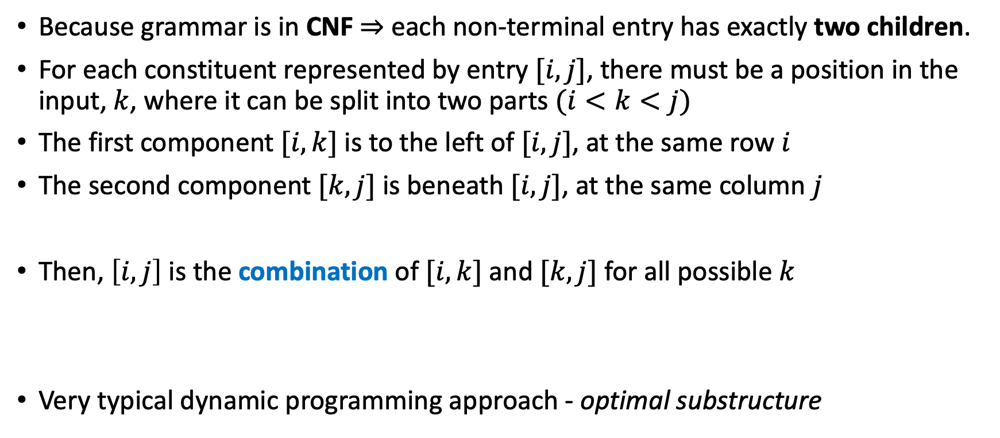 • Because grammar is in CNF ⇒ each non-terminal entry has exactly two children.
• For each constituent represented by entry [i, j], there must be a position in the
input, k, where it can be split into two parts (i < k < j)
• The first component [i, k] is to the left of [i, j], at the same row i
• The second component [k, j] is beneath [i, j], at the same column j
• Then, [i, j] is the combination of [i, k] and [k, j] for all possible k
• Very typical dynamic programming approach - optimal substructure